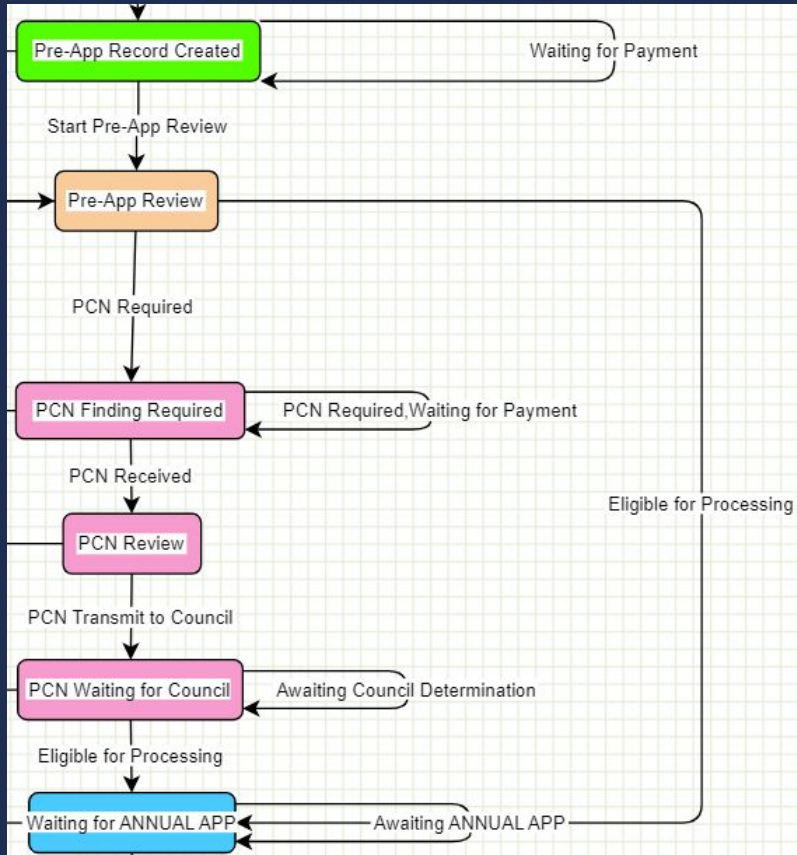 Pre-App Record Created
Waiting for Payment
Start Pre-App Review
Pre-App Review
PCN Required
PCN Finding Required
PCN Required,Waiting for Payment
PCN Received
Eligible for Processing
PCN Review
PCN Transmit to Council
PCN Waiting for Council
Awaiting Council Determination
Eligible for Processing
Waiting for ANNUAL APP
Awaiting ANNUAL APP